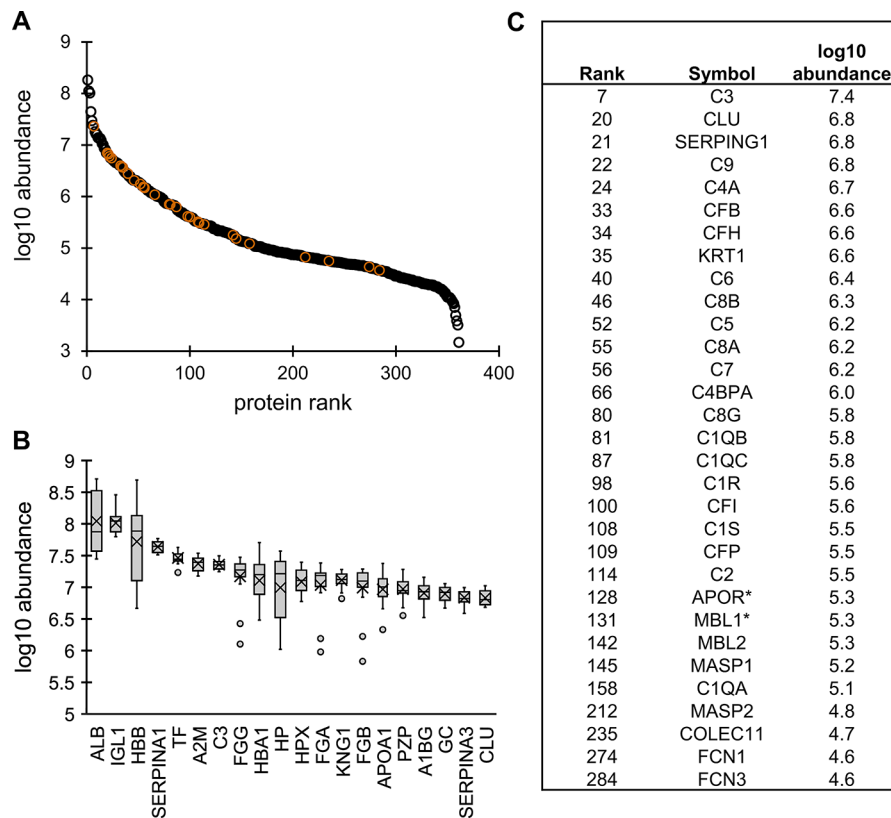 A
9
8
7
6
5
4
3
log10 abundance
0 100 200 300 400
protein rank
B
9
8.5
8
7.5
7
6.5
6
5.5
5
log10 abundance
ALB IGL1 HBB SERPINA1 TF A2M C3 FGG HBA1 HP HPX FGA KNG1 FGB APOA1 PZP A1BG GC SERPINA3 CLU
C
log10
Rank Symbol abundance
7 C3 7.4
20 CLU 6.8
21 SERPING1 6.8
22 C9 6.8
24 C4A 6.7
33 CFB 6.6
34 CFH 6.6
35 KRT1 6.6
40 C6 6.4
46 C8B 6.3
52 C5 6.2
55 C8A 6.2
56 C7 6.2
66 C4BPA 6.0
80 C8G 5.8
81 C1QB 5.8
87 C1QC 5.8
98 C1R 5.6
100 CFI 5.6
108 C1S 5.5
109 CFP 5.5
114 C2 5.5
128 APOR* 5.3
131 MBL1* 5.3
142 MBL2 5.3
145 MASP1 5.2
158 C1QA 5.1
212 MASP2 4.8
235 COLEC11 4.7
274 FCN1 4.6
284 FCN3 4.6